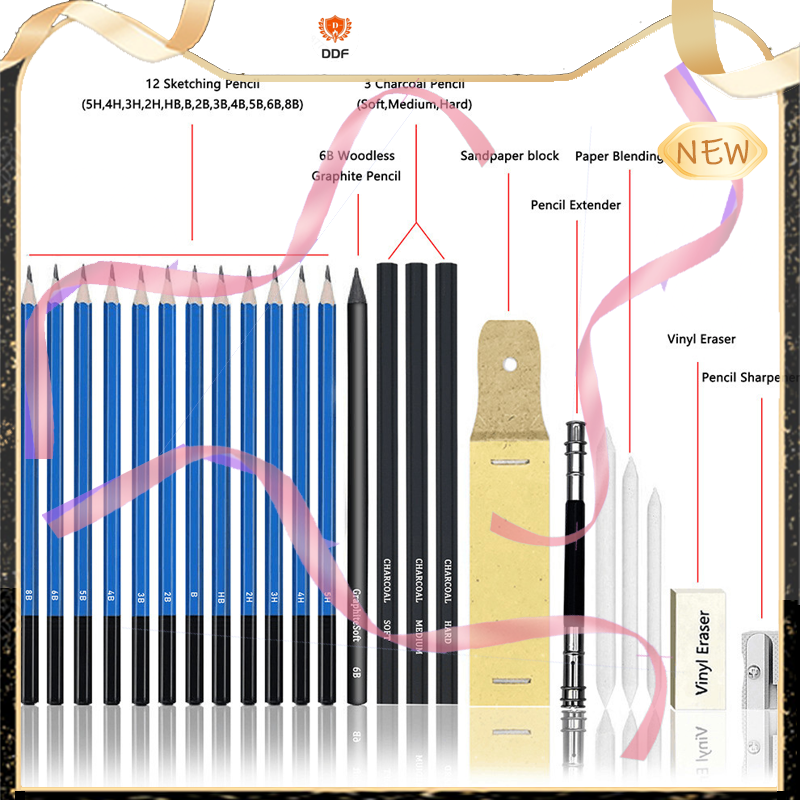 DDF
12 Sketching Pencil
(5H,4H,3H,2H,HB,B,2B,3B,4B,5B,6B,8B)
3 Charcoal Pencil
(Soft,Medium,Hard)
6B Woodless
Graphite Pencil
Sandpaper block
Paper Blending
NEW
Pencil Extender
Vinyl Eraser
Pencil Sharpener
8B
6B
5B
4B
3B
2B
B
HB
2H
3H
4H
5H
GraphiteSoft 6B
CHARCOAL SOFT
CHARCOAL MEDIUM
CHARCOAL HARD
Vinyl Eraser